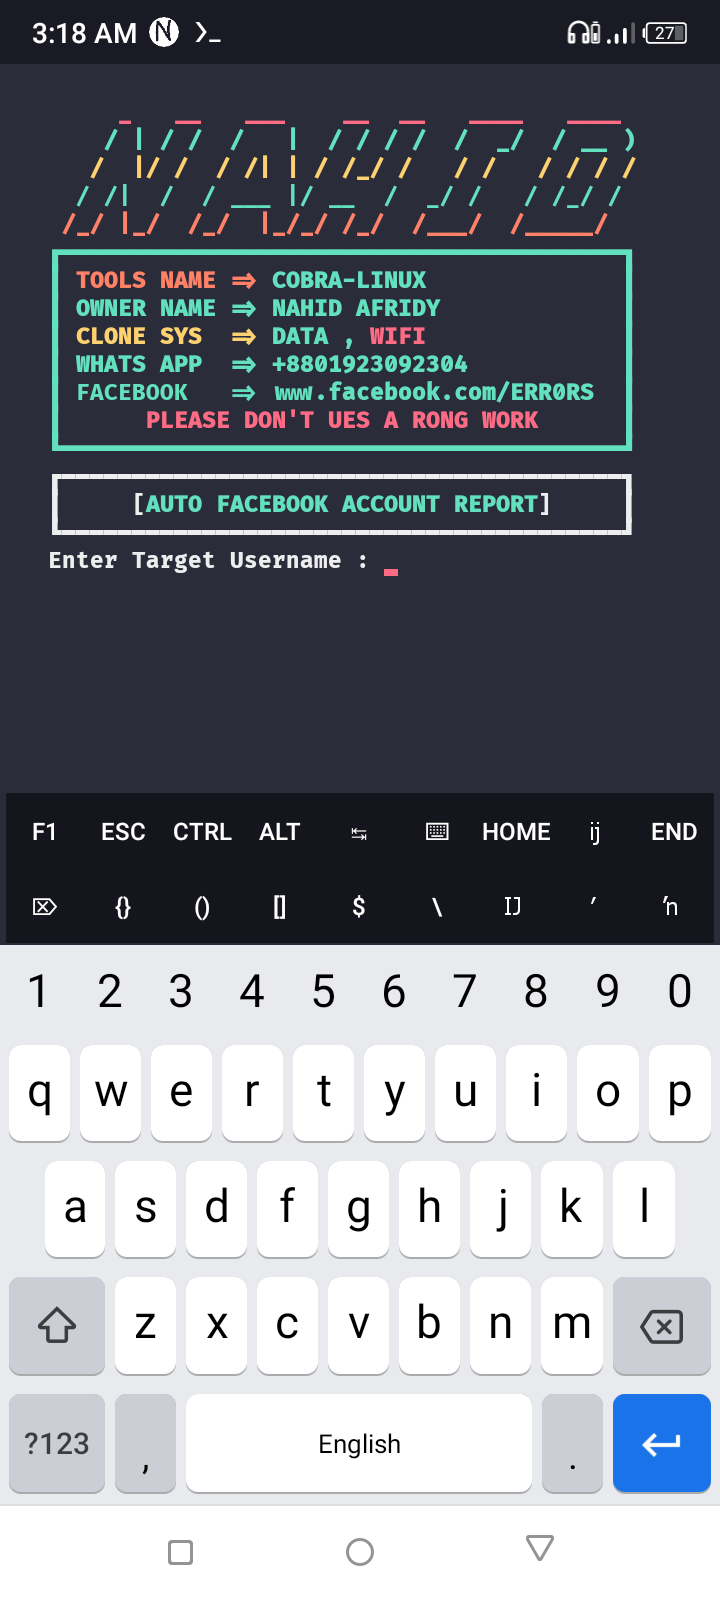 3:18 AM N 27
NAHID
TOOLS NAME => COBRA-LINUX
OWNER NAME => NAHID AFRIDY
CLONE SYS => DATA , WIFI
WHATS APP => +8801923092304
FACEBOOK => www.facebook.com/ERR0RS
PLEASE DON'T UES A RONG WORK
[AUTO FACEBOOK ACCOUNT REPORT]
Enter Target Username :
F1 ESC CTRL ALT HOME ij END
{} () [] $ \ IJ ′ ŉ
1 2 3 4 5 6 7 8 9 0
q w e r t y u i o p
a s d f g h j k l
z x c v b n m
?123 , English .